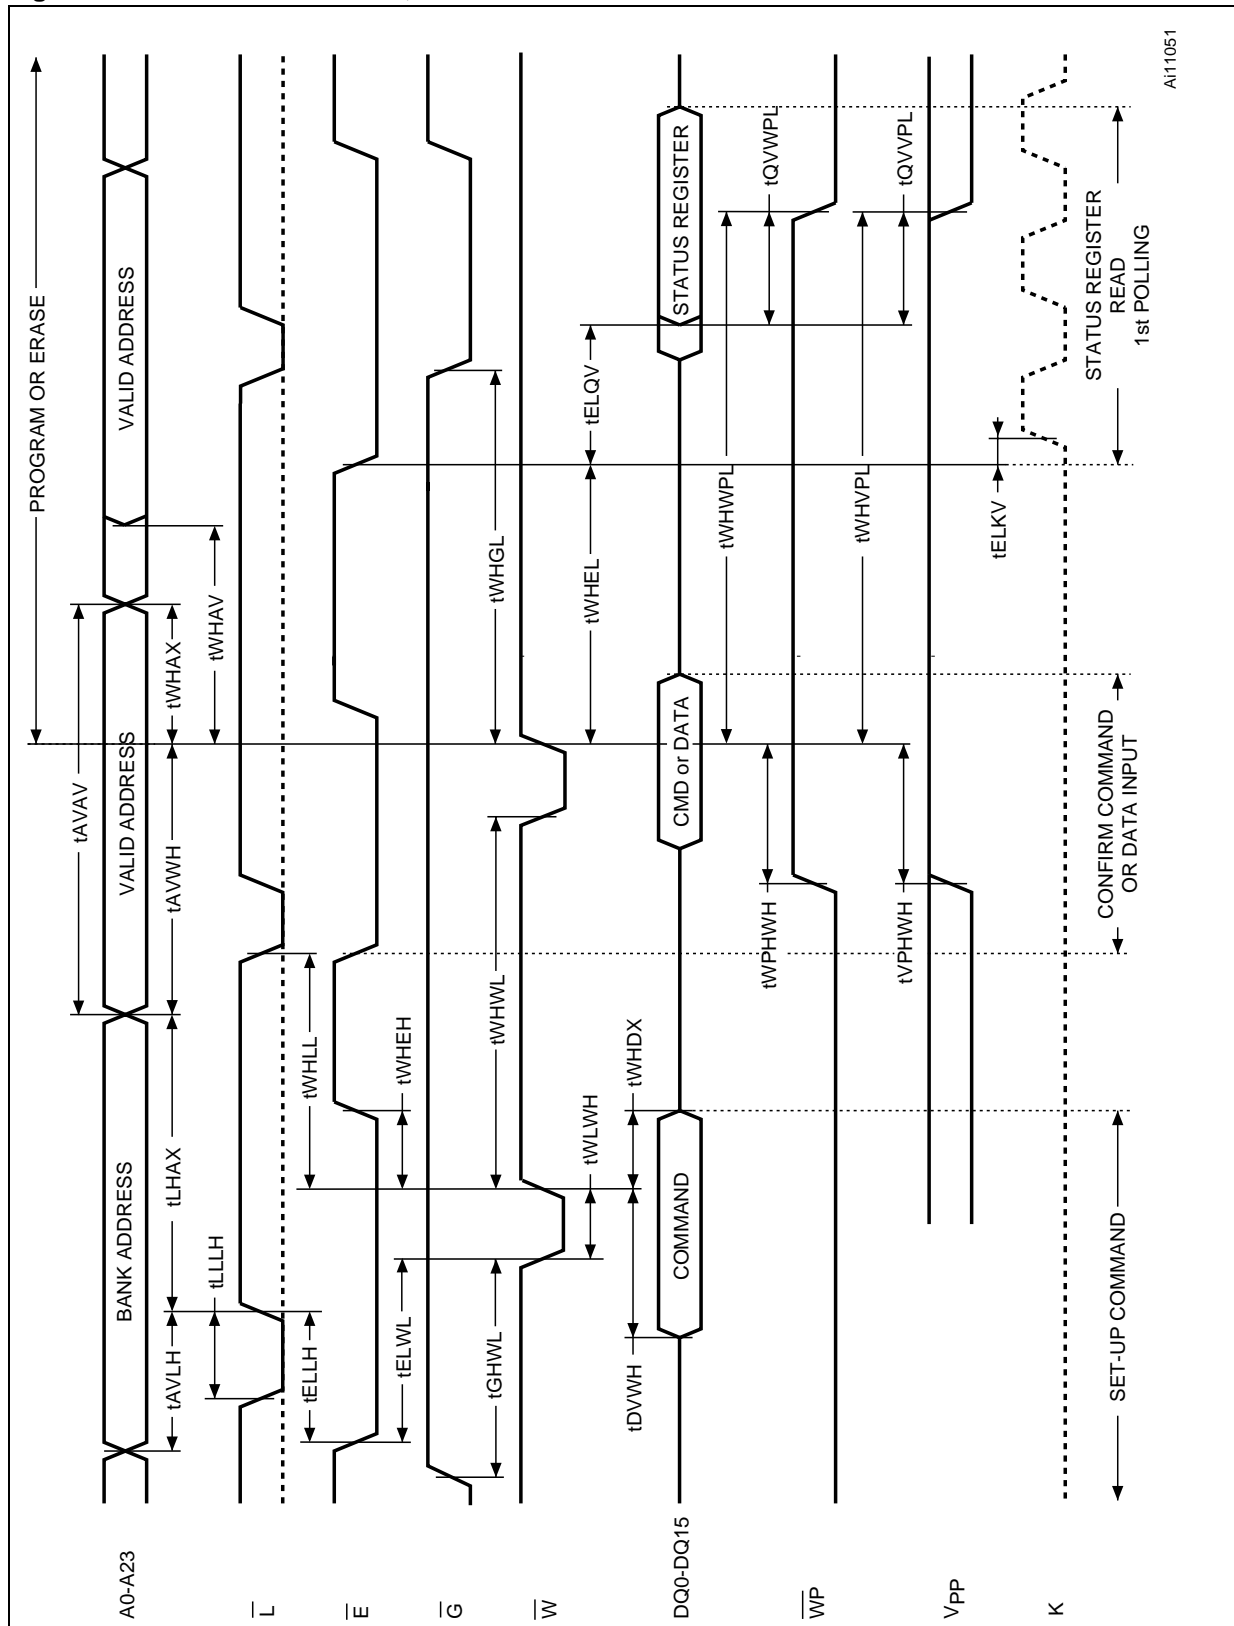 PROGRAM OR ERASE
tAVAV
A0-A23
BANK ADDRESS
VALID ADDRESS
VALID ADDRESS
tAVLH
tLHAX
tAVWH
tWHAX
tLLLH
tWHAV
L
tELLH
tWHLL
E
tELWL
tWHEH
G
tGHWL
tWHWL
tWHGL
W
tWLWH
tWHEL
tELQV
tDVWH
tWHDX
DQ0-DQ15
COMMAND
CMD or DATA
STATUS REGISTER
tWHWPL
tWPHWH
tQVWPL
WP
tWHVPL
tVPHWH
tQVVPL
VPP
tELKV
K
SET-UP COMMAND
CONFIRM COMMAND
OR DATA INPUT
STATUS REGISTER
READ
1st POLLING
Ai11051